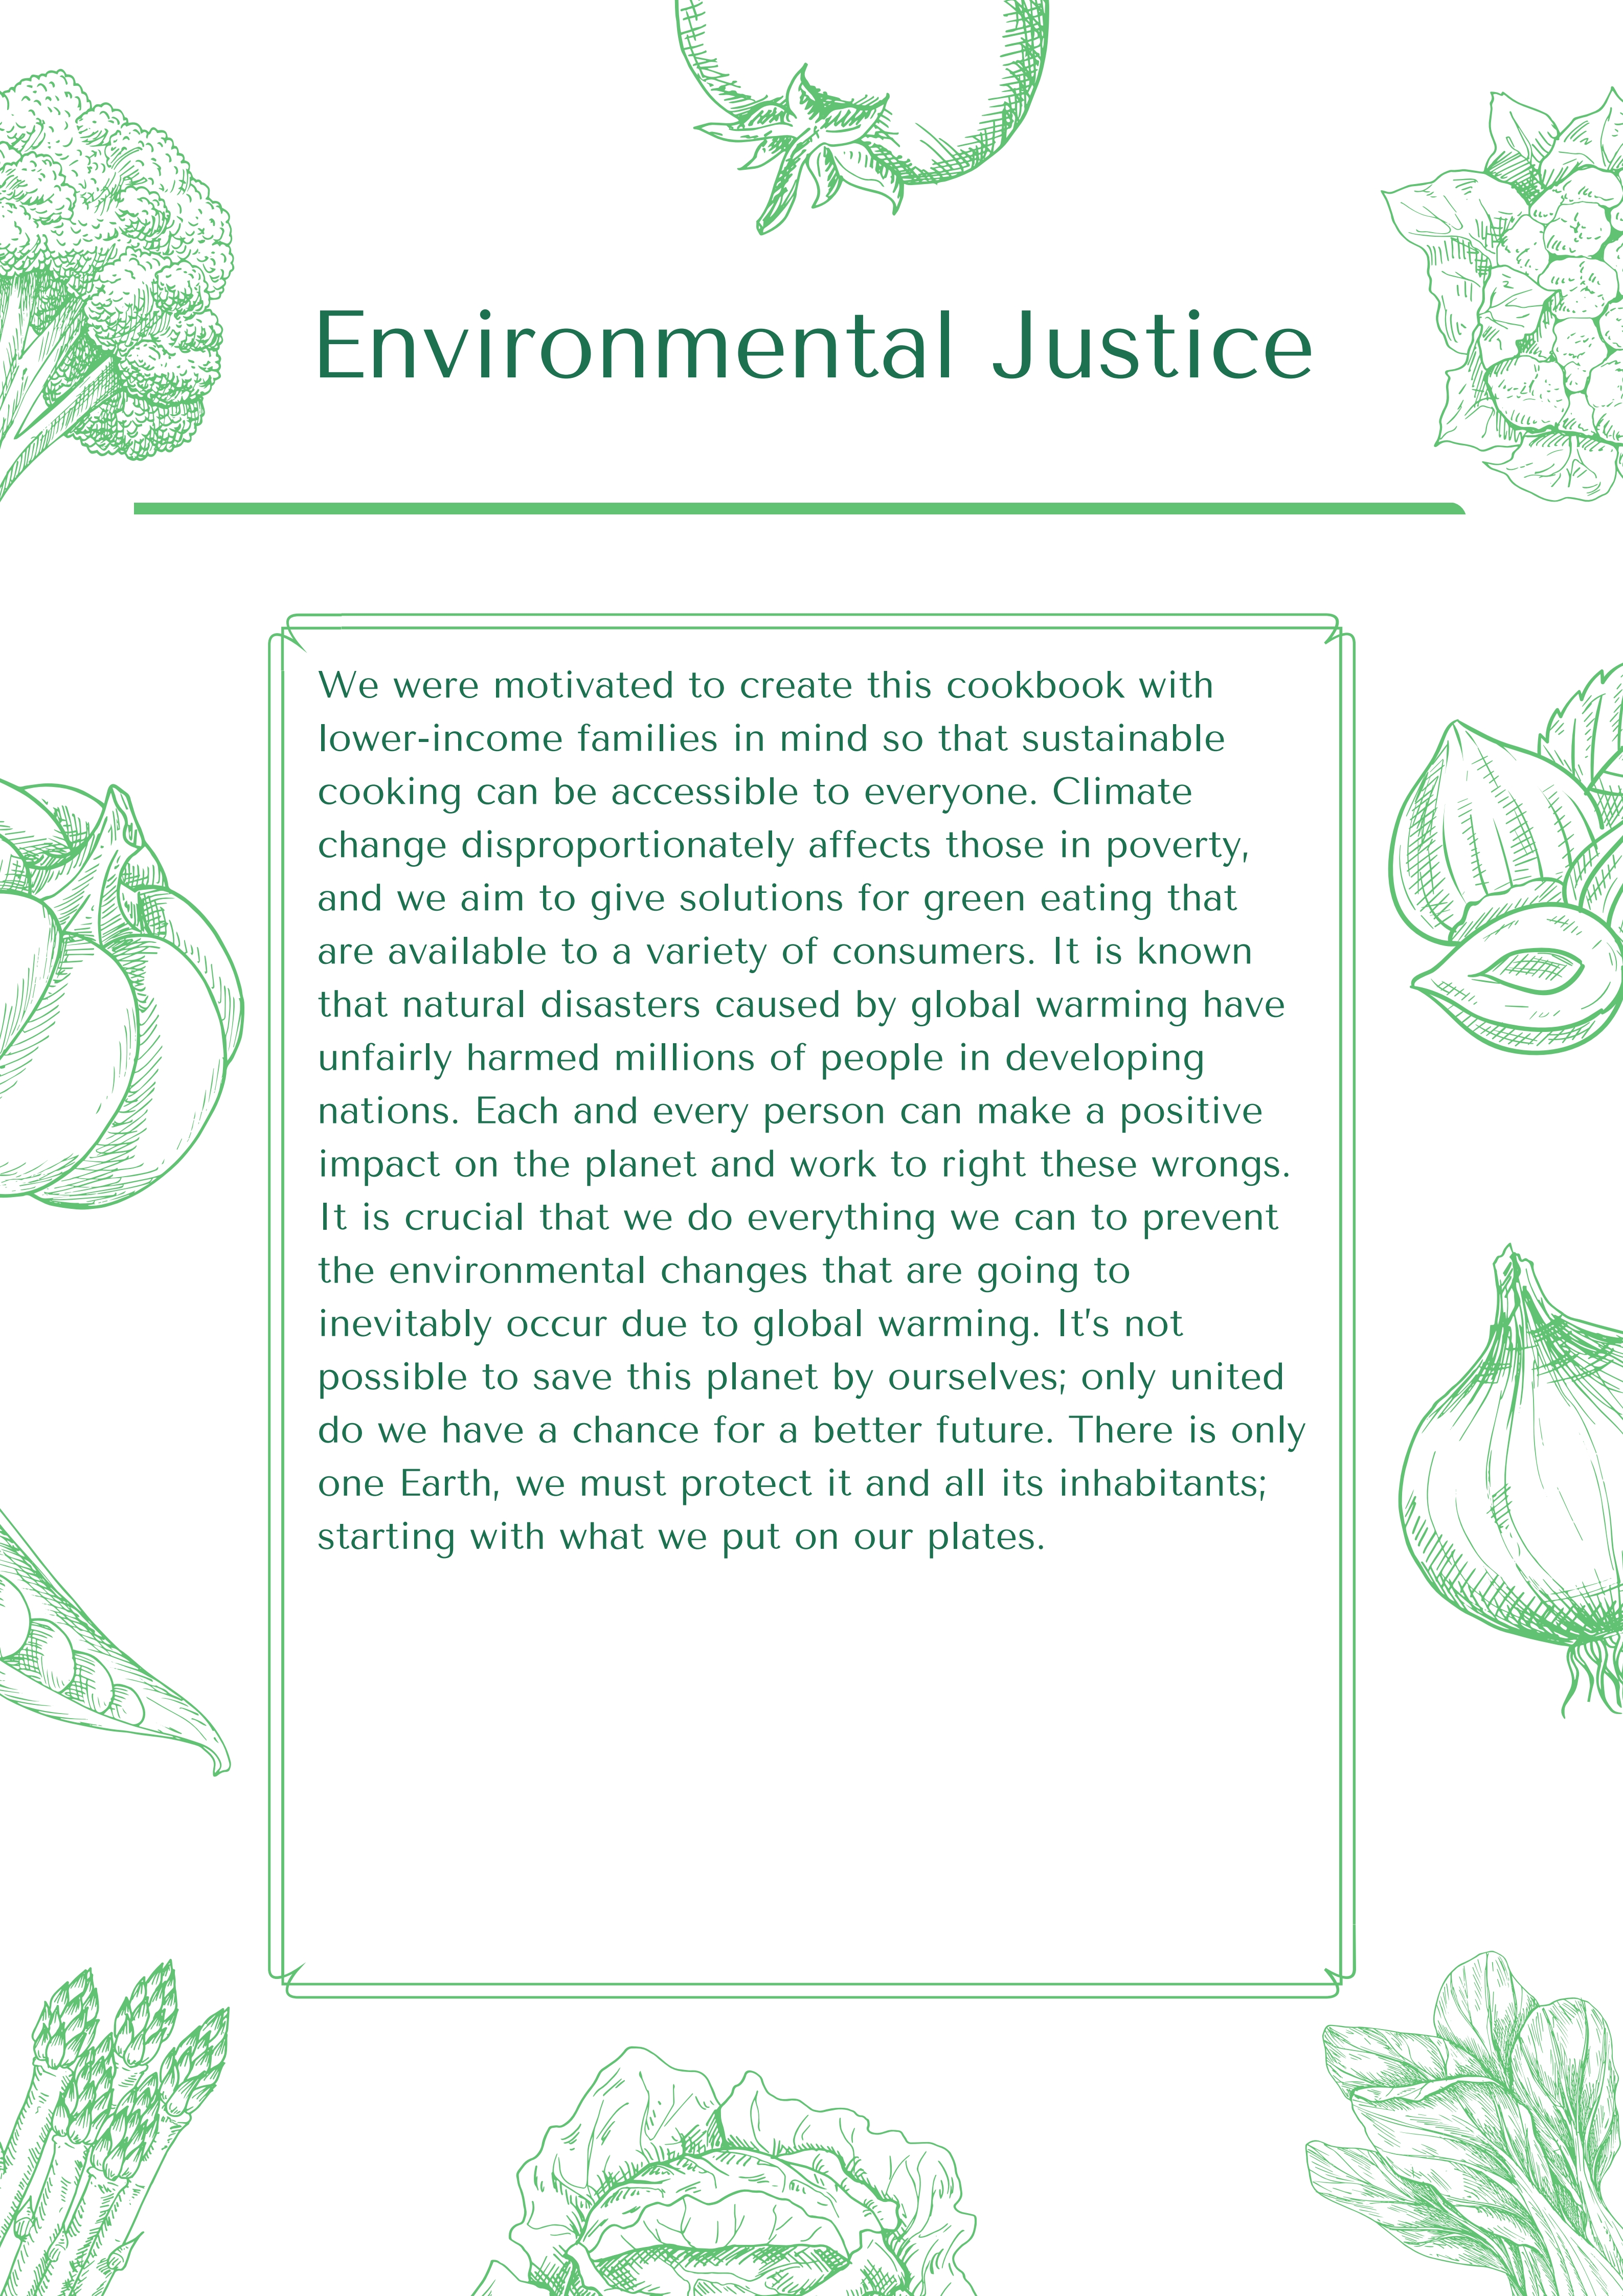 Environmental Justice
We were motivated to create this cookbook with
lower-income families in mind so that sustainable
cooking can be accessible to everyone. Climate
change disproportionately affects those in poverty,
and we aim to give solutions for green eating that
are available to a variety of consumers. It is known
that natural disasters caused by global warming have
unfairly harmed millions of people in developing
nations. Each and every person can make a positive
impact on the planet and work to right these wrongs.
It is crucial that we do everything we can to prevent
the environmental changes that are going to
inevitably occur due to global warming. It's not
possible to save this planet by ourselves; only united
do we have a chance for a better future. There is only
one Earth, we must protect it and all its inhabitants;
starting with what we put on our plates.